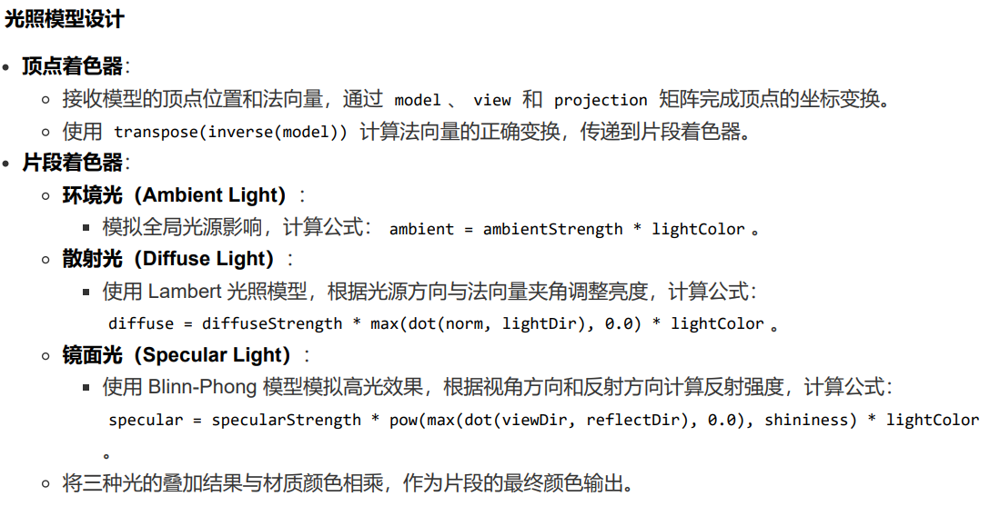 光照模型设计
• 顶点着色器：
◦ 接收模型的顶点位置和法向量，通过 model 、 view 和 projection 矩阵完成顶点的坐标变换。
◦ 使用 transpose(inverse(model)) 计算法向量的正确变换，传递到片段着色器。
• 片段着色器：
◦ 环境光（Ambient Light）：
▪ 模拟全局光源影响，计算公式： ambient = ambientStrength * lightColor 。
◦ 散射光（Diffuse Light）：
▪ 使用 Lambert 光照模型，根据光源方向与法向量夹角调整亮度，计算公式：
diffuse = diffuseStrength * max(dot(norm, lightDir), 0.0) * lightColor 。
◦ 镜面光（Specular Light）：
▪ 使用 Blinn-Phong 模型模拟高光效果，根据视角方向和反射方向计算反射强度，计算公式：
specular = specularStrength * pow(max(dot(viewDir, reflectDir), 0.0), shininess) * lightColor
。
◦ 将三种光的叠加结果与材质颜色相乘，作为片段的最终颜色输出。